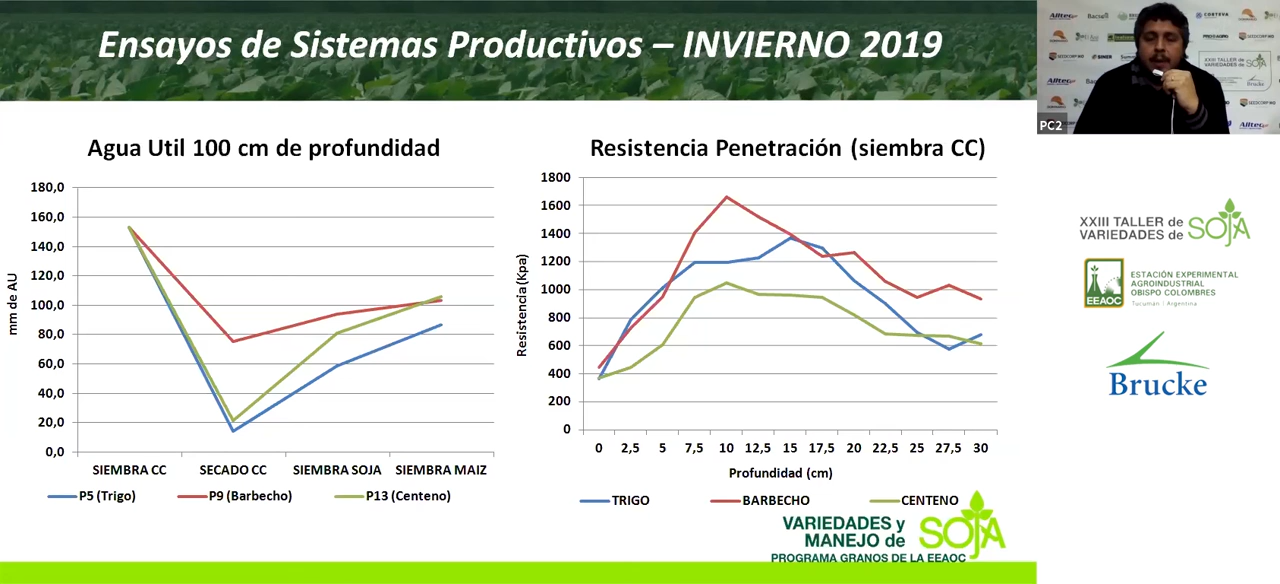 Ensayos de Sistemas Productivos – INVIERNO 2019
Agua Util 100 cm de profundidad
mm de AU
180,0
160,0
140,0
120,0
100,0
80,0
60,0
40,0
20,0
0,0
SIEMBRA CC SECADO CC SIEMBRA SOJA SIEMBRA MAIZ
P5 (Trigo) P9 (Barbecho) P13 (Centeno)
Resistencia Penetración (siembra CC)
Resistencia (Kpa)
1800
1600
1400
1200
1000
800
600
400
200
0
0 2,5 5 7,5 10 12,5 15 17,5 20 22,5 25 27,5 30
Profundidad (cm)
TRIGO BARBECHO CENTENO
VARIEDADES y
MANEJO de SOJA
PROGRAMA GRANOS DE LA EEAOC
PC2
XXIII TALLER de
VARIEDADES de SOJA
EEAOC
ESTACIÓN EXPERIMENTAL
AGROINDUSTRIAL
OBISPO COLOMBRES
Tucumán | Argentina
Brucke